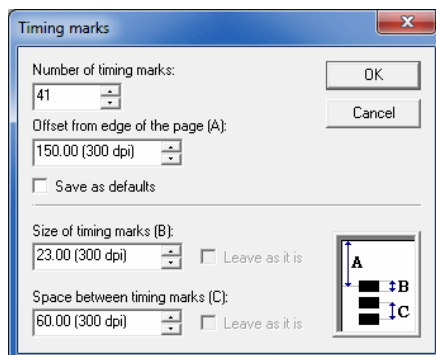 Timing marks
Number of timing marks:
OK
41
Cancel
Offset from edge of the page (A):
150.00 (300 dpi)
Save as defaults
Size of timing marks (B):
23.00 (300 dpi)
Leave as it is
A
B
Space between timing marks (C):
C
60.00 (300 dpi)
Leave as it is